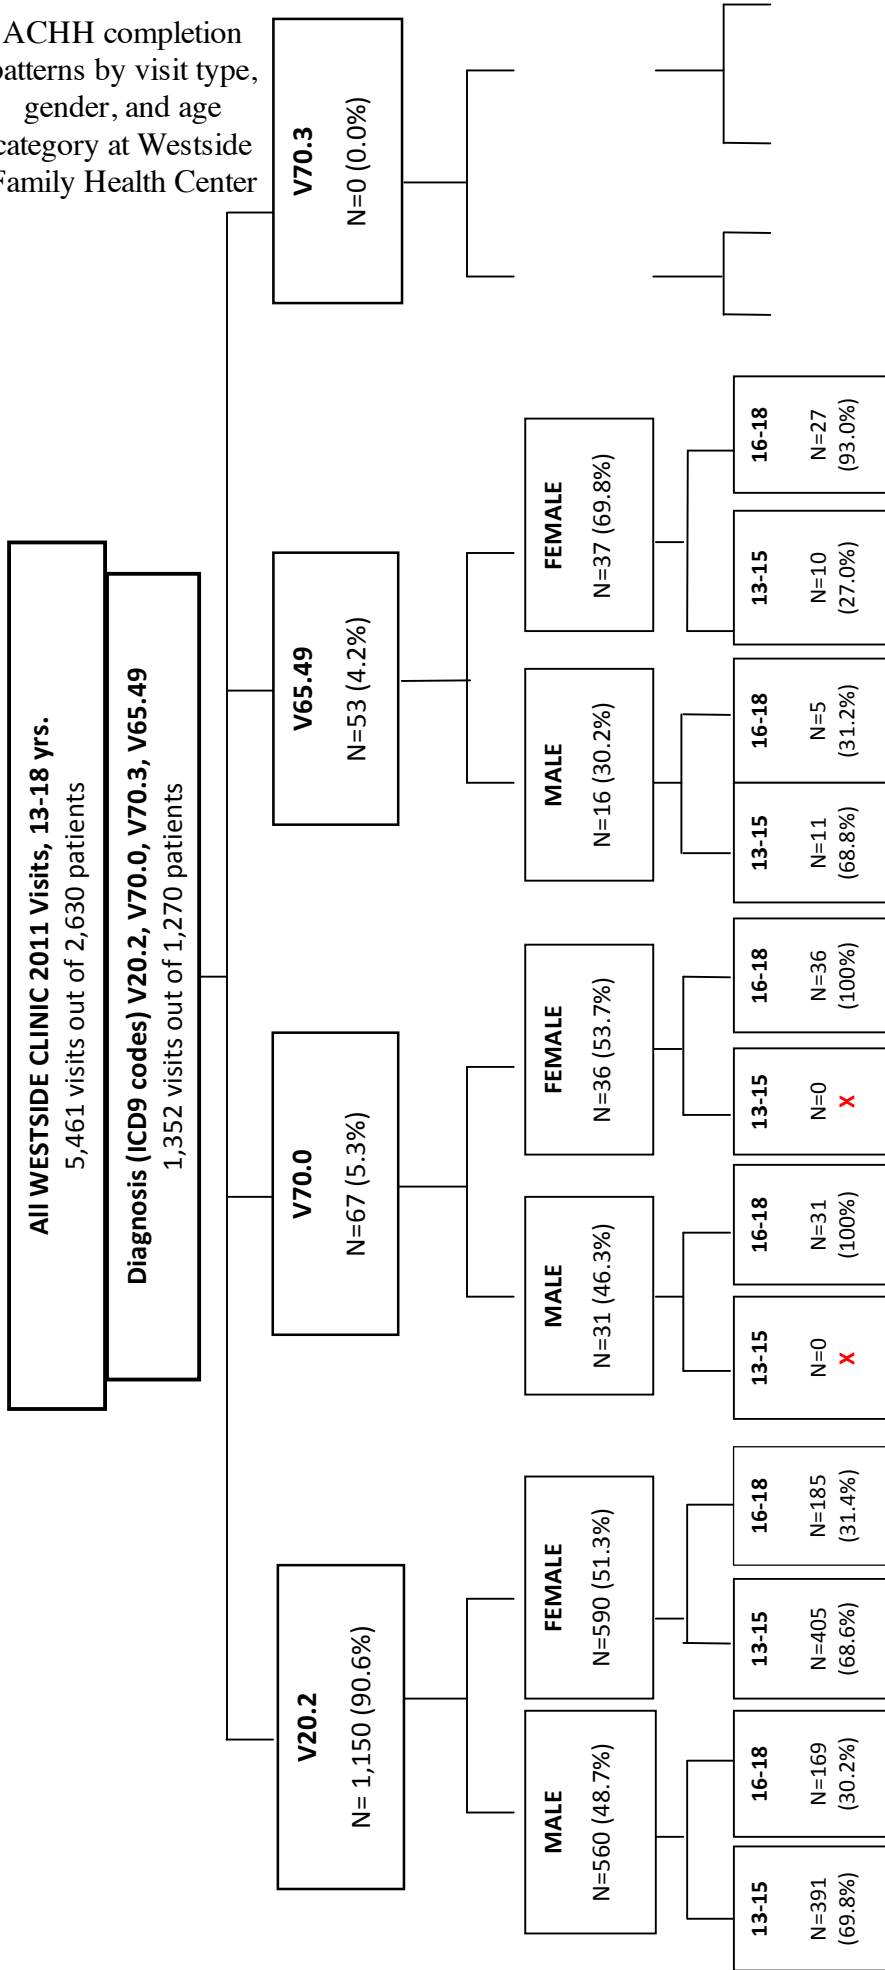 ACHH completion
patterns by visit type,
gender, and age
category at Westside
Family Health Center
All WESTSIDE CLINIC 2011 Visits, 13-18 yrs.
5,461 visits out of 2,630 patients
Diagnosis (ICD9 codes) V20.2, V70.0, V70.3, V65.49
1,352 visits out of 1,270 patients
V20.2
N= 1,150 (90.6%)
V70.0
N=67 (5.3%)
V65.49
N=53 (4.2%)
V70.3
N=0 (0.0%)
MALE
N=560 (48.7%)
FEMALE
N=590 (51.3%)
MALE
N=31 (46.3%)
FEMALE
N=36 (53.7%)
MALE
N=16 (30.2%)
FEMALE
N=37 (69.8%)
13-15
N=391
(69.8%)
16-18
N=169
(30.2%)
13-15
N=405
(68.6%)
16-18
N=185
(31.4%)
13-15
N=0
X
16-18
N=31
(100%)
13-15
N=0
X
16-18
N=36
(100%)
13-15
N=11
(68.8%)
16-18
N=5
(31.2%)
13-15
N=10
(27.0%)
16-18
N=27
(93.0%)